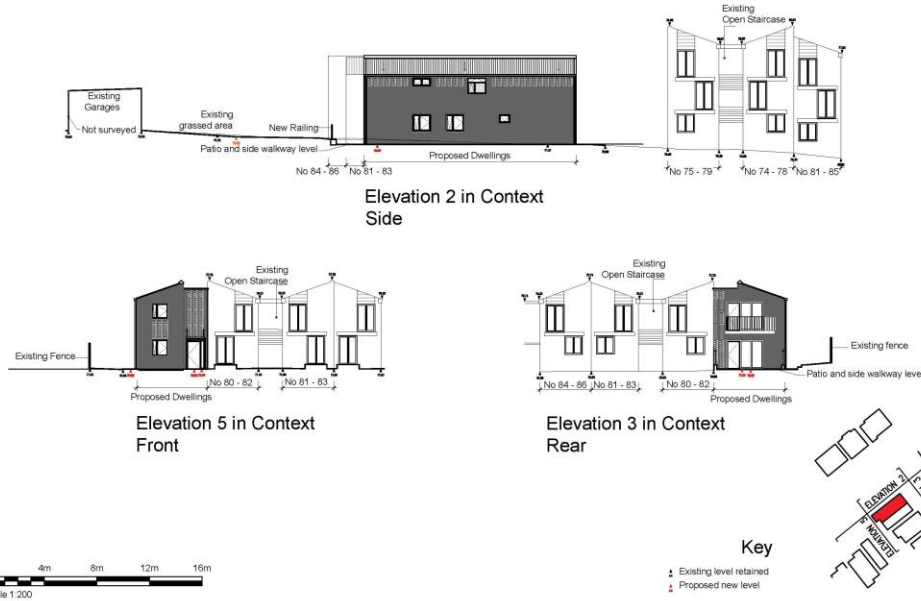 Existing
Open Staircase
Existing
Garages
Existing
grassed area
Not surveyed
New Railing
Patio and side walkway level
Proposed Dwellings
No 84 - 86
No 81 - 83
No 75 - 79
No 74 - 78
No 81 - 85
Elevation 2 in Context
Side
Existing
Open Staircase
Existing Fence
No 80 - 82
No 81 - 83
Proposed Dwellings
Elevation 5 in Context
Front
Existing
Open Staircase
Existing fence
Patio and side walkway leve
No 84 - 86
No 81 - 83
No 80 - 82
Proposed Dwellings
Elevation 3 in Context
Rear
ELEVATION 2
5
ELEVATION
Key
Existing level retained
Proposed new level
4m
8m
12m
16m
le 1:200